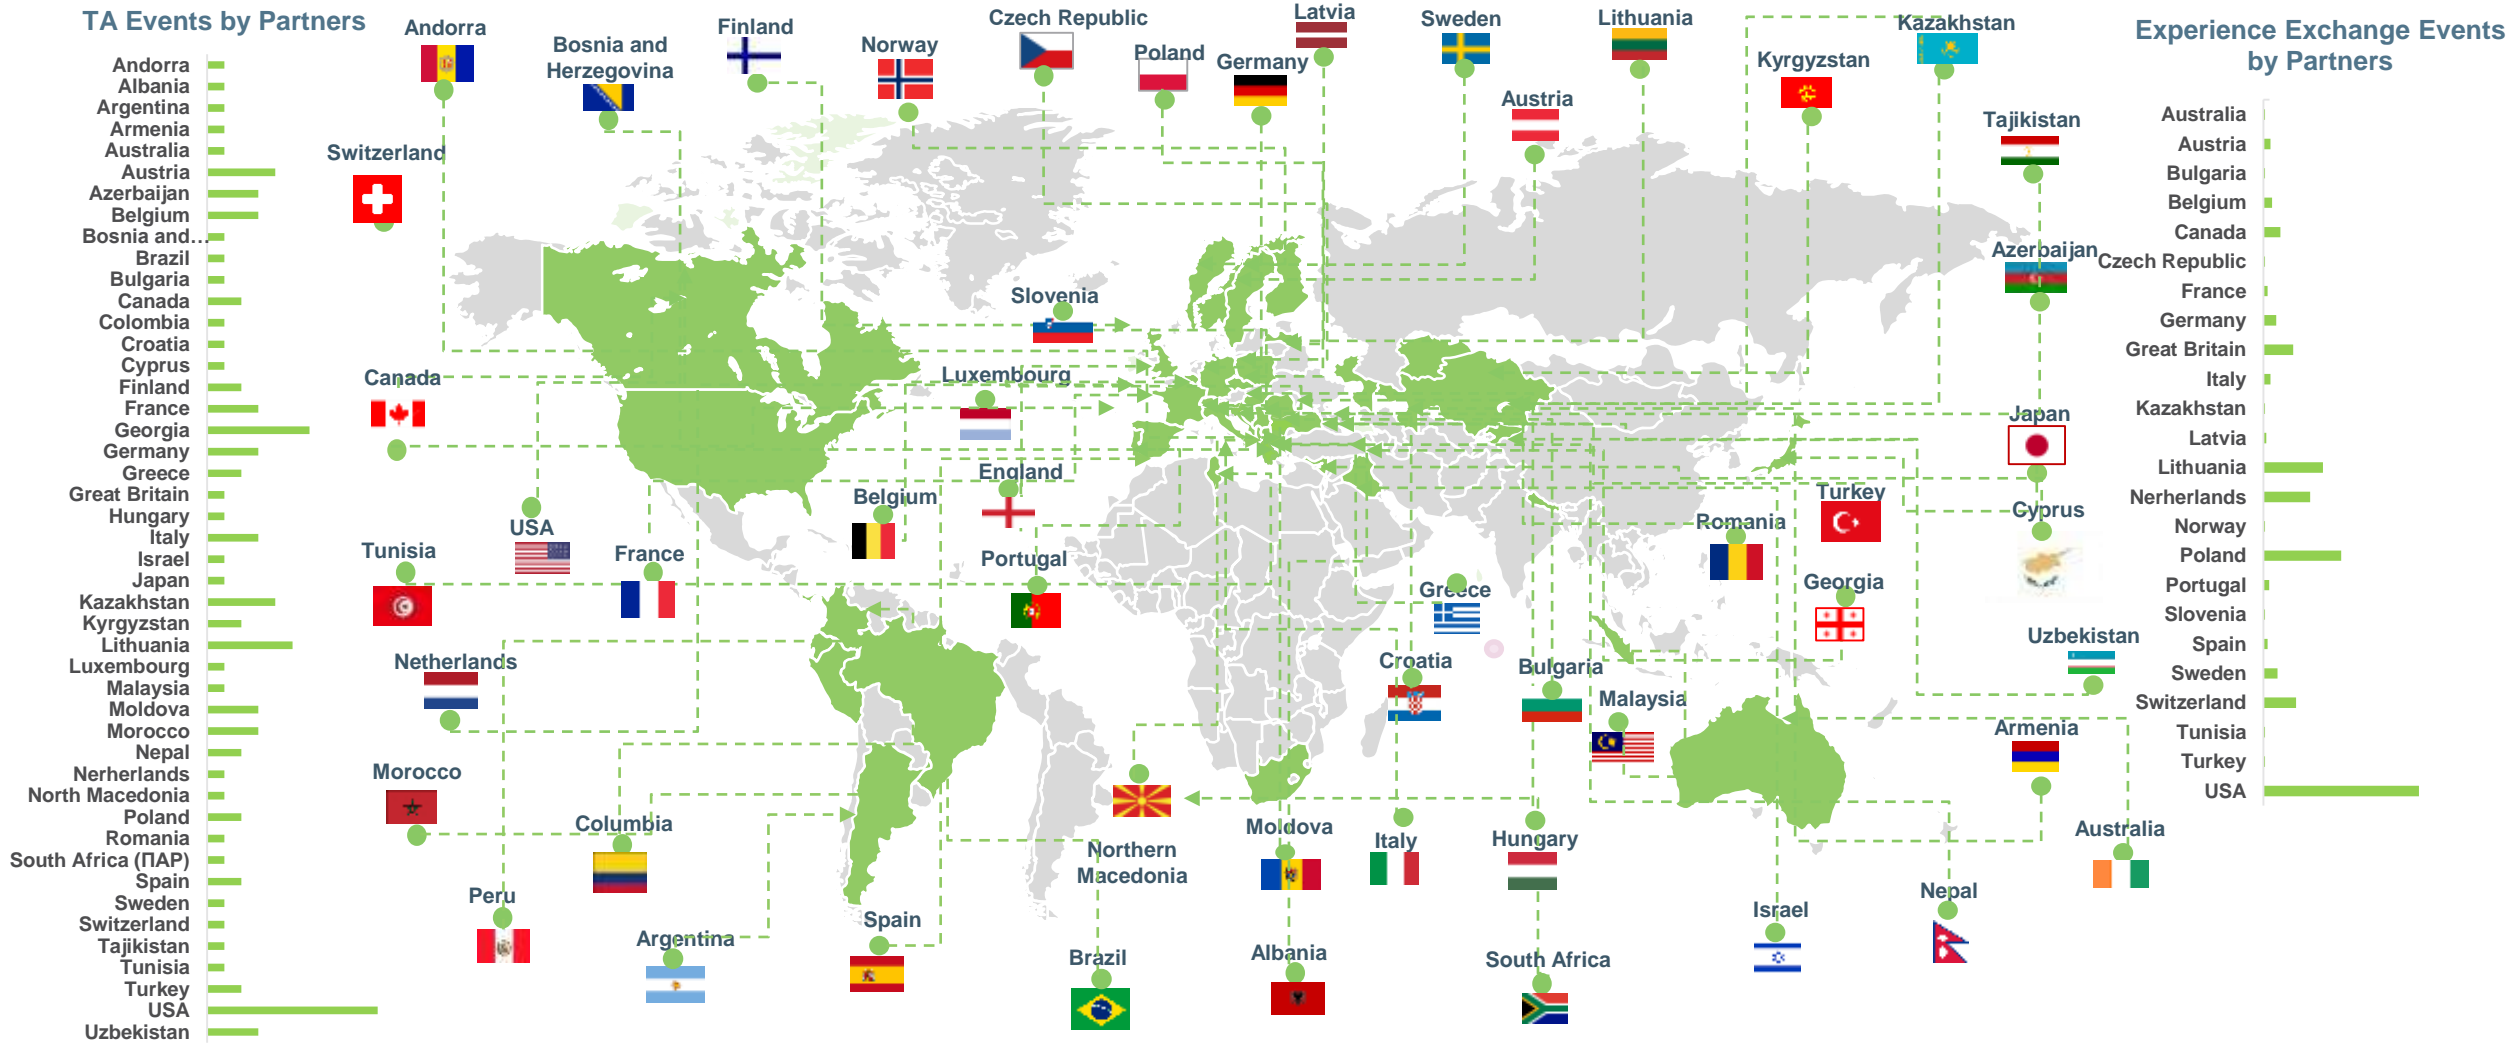 TA Events by Partners
Andorra
Albania
Argentina
Armenia
Australia
Austria
Azerbaijan
Belgium
Bosnia and...
Brazil
Bulgaria
Canada
Colombia
Croatia
Cyprus
Finland
France
Georgia
Germany
Greece
Great Britain
Hungary
Italy
Israel
Japan
Kazakhstan
Kyrgyzstan
Lithuania
Luxembourg
Malaysia
Moldova
Morocco
Nepal
Nerherlands
North Macedonia
Poland
Romania
South Africa (ПАР)
Spain
Sweden
Switzerland
Tajikistan
Tunisia
Turkey
USA
Uzbekistan
Andorra
Bosnia and
Herzegovina
Finland
Norway
Czech Republic
Poland
Germany
Latvia
Sweden
Austria
Lithuania
Kyrgyzstan
Kazakhstan
Tajikistan
Switzerland
Azerbaijan
Slovenia
Canada
Luxembourg
Japan
England
Belgium
USA
Turkey
Romania
Cyprus
Tunisia
France
Portugal
Greece
Georgia
Uzbekistan
Netherlands
Croatia
Bulgaria
Malaysia
Armenia
Morocco
Columbia
Northern
Macedonia
Moldova
Italy
Hungary
Australia
Peru
Argentina
Spain
Brazil
Albania
South Africa
Israel
Nepal
Experience Exchange Events
by Partners
Australia
Austria
Bulgaria
Belgium
Canada
Czech Republic
France
Germany
Great Britain
Italy
Kazakhstan
Latvia
Lithuania
Nerherlands
Norway
Poland
Portugal
Slovenia
Spain
Sweden
Switzerland
Tunisia
Turkey
USA